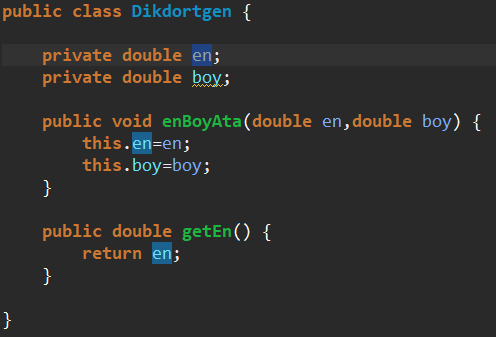 public class Dikdortgen {
private double en;
private double boy;
public void enBoyAta(double en,double boy) {
this.en=en;
this.boy=boy;
}
public double getEn() {
return en;
}
}